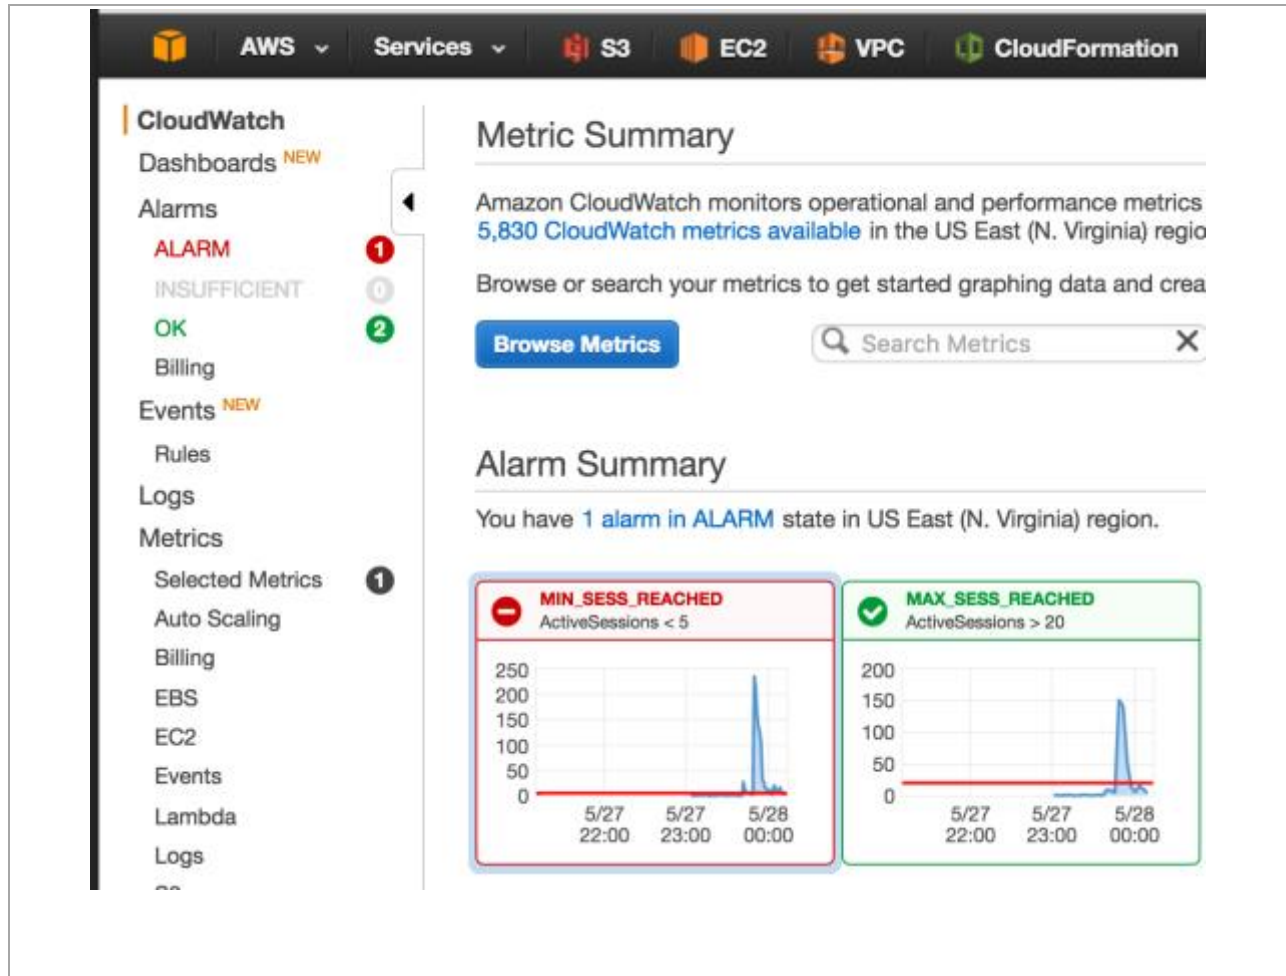 AWS Services S3 EC2 VPC CloudFormation
CloudWatch
Dashboards NEW
Alarms
ALARM 1
INSUFFICIENT 0
OK 2
Billing
Events NEW
Rules
Logs
Metrics
Selected Metrics 1
Auto Scaling
Billing
EBS
EC2
Events
Lambda
Logs
Metric Summary
Amazon CloudWatch monitors operational and performance metrics
5,830 CloudWatch metrics available in the US East (N. Virginia) regio
Browse or search your metrics to get started graphing data and crea
Browse Metrics
Search Metrics
Alarm Summary
You have 1 alarm in ALARM state in US East (N. Virginia) region.
MIN_SESS_REACHED
ActiveSessions < 5
250
200
150
100
50
0
5/27 5/27 5/28
22:00 23:00 00:00
MAX_SESS_REACHED
ActiveSessions > 20
200
150
100
50
0
5/27 5/27 5/28
22:00 23:00 00:00